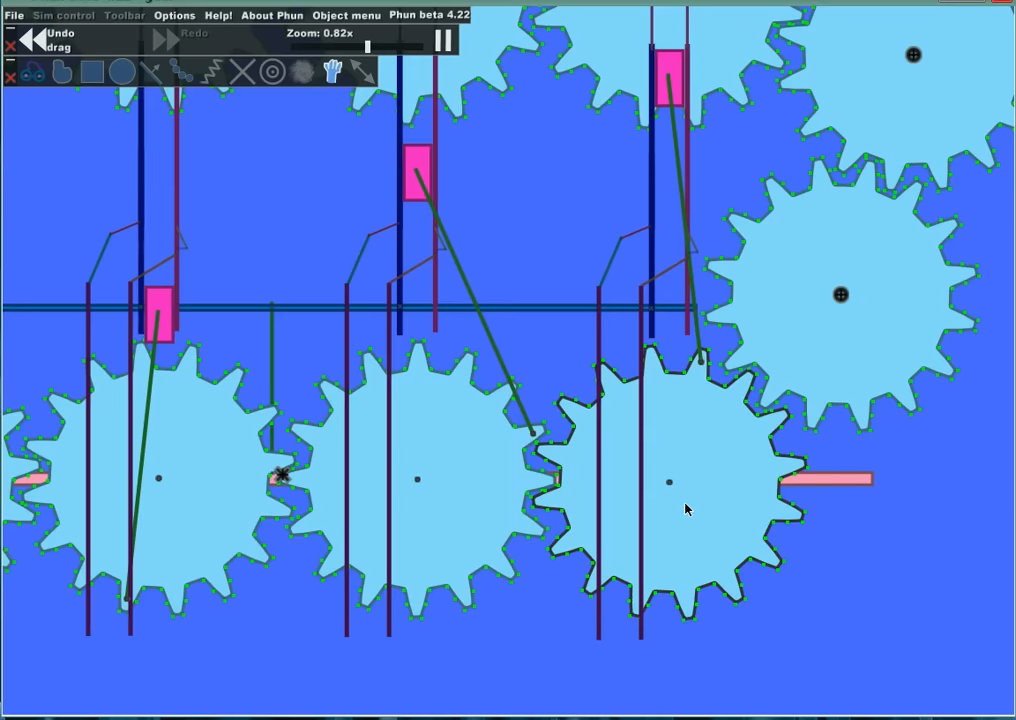 File Sim control Toolbar Options Help! About Phun Object menu Phun beta 4.22
Undo Redo Zoom: 0.82x
drag